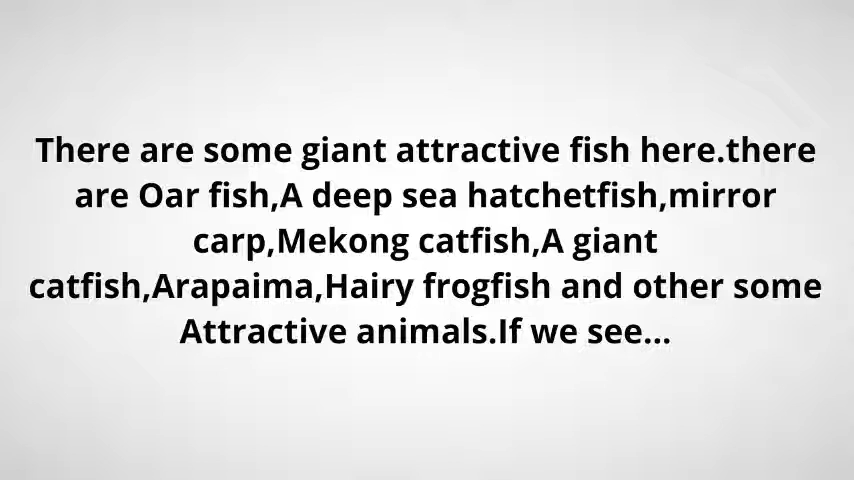 There are some giant attractive fish here.there
are Oar fish,A deep sea hatchetfish,mirror
carp,Mekong catfish,A giant
catfish,Arapaima,Hairy frogfish and other some
Attractive animals.If we see...